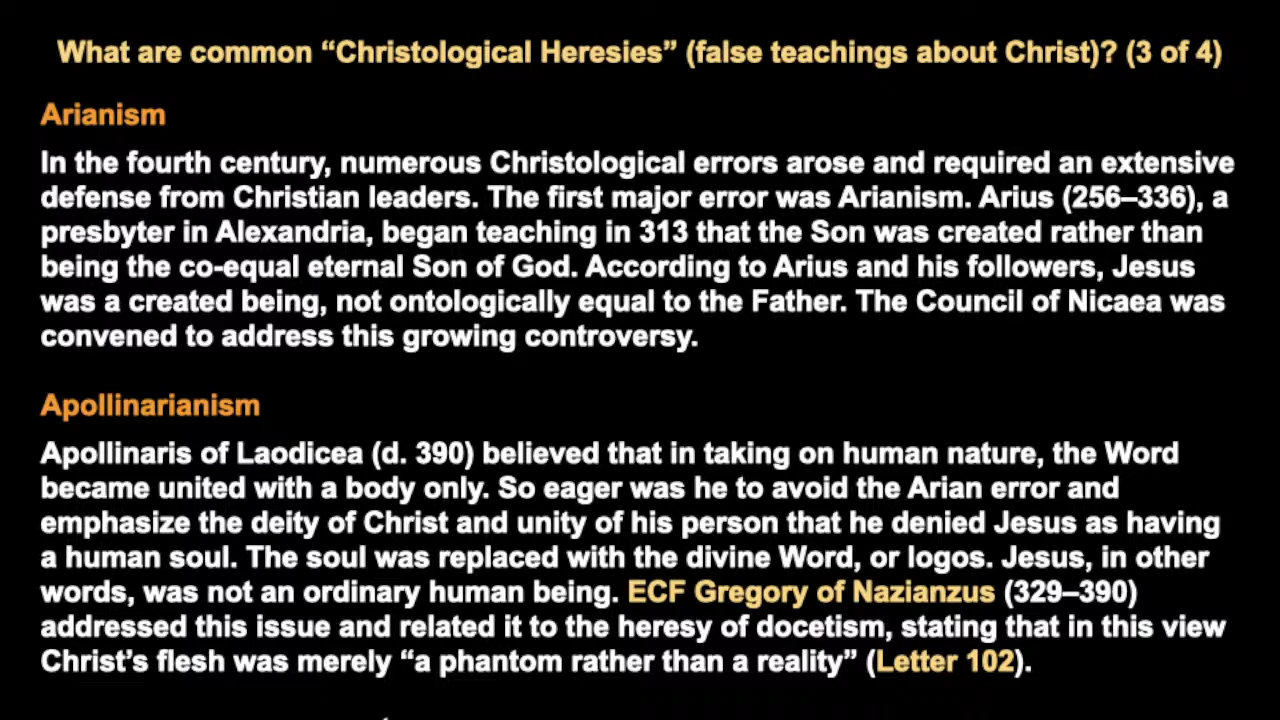 What are common “Christological Heresies” (false teachings about Christ)? (3 of 4)
Arianism
In the fourth century, numerous Christological errors arose and required an extensive
defense from Christian leaders. The first major error was Arianism. Arius (256–336), a
presbyter in Alexandria, began teaching in 313 that the Son was created rather than
being the co-equal eternal Son of God. According to Arius and his followers, Jesus
was a created being, not ontologically equal to the Father. The Council of Nicaea was
convened to address this growing controversy.
Apollinarianism
Apollinaris of Laodicea (d. 390) believed that in taking on human nature, the Word
became united with a body only. So eager was he to avoid the Arian error and
emphasize the deity of Christ and unity of his person that he denied Jesus as having
a human soul. The soul was replaced with the divine Word, or logos. Jesus, in other
words, was not an ordinary human being. ECF Gregory of Nazianzus (329–390)
addressed this issue and related it to the heresy of docetism, stating that in this view
Christ’s flesh was merely “a phantom rather than a reality” (Letter 102).